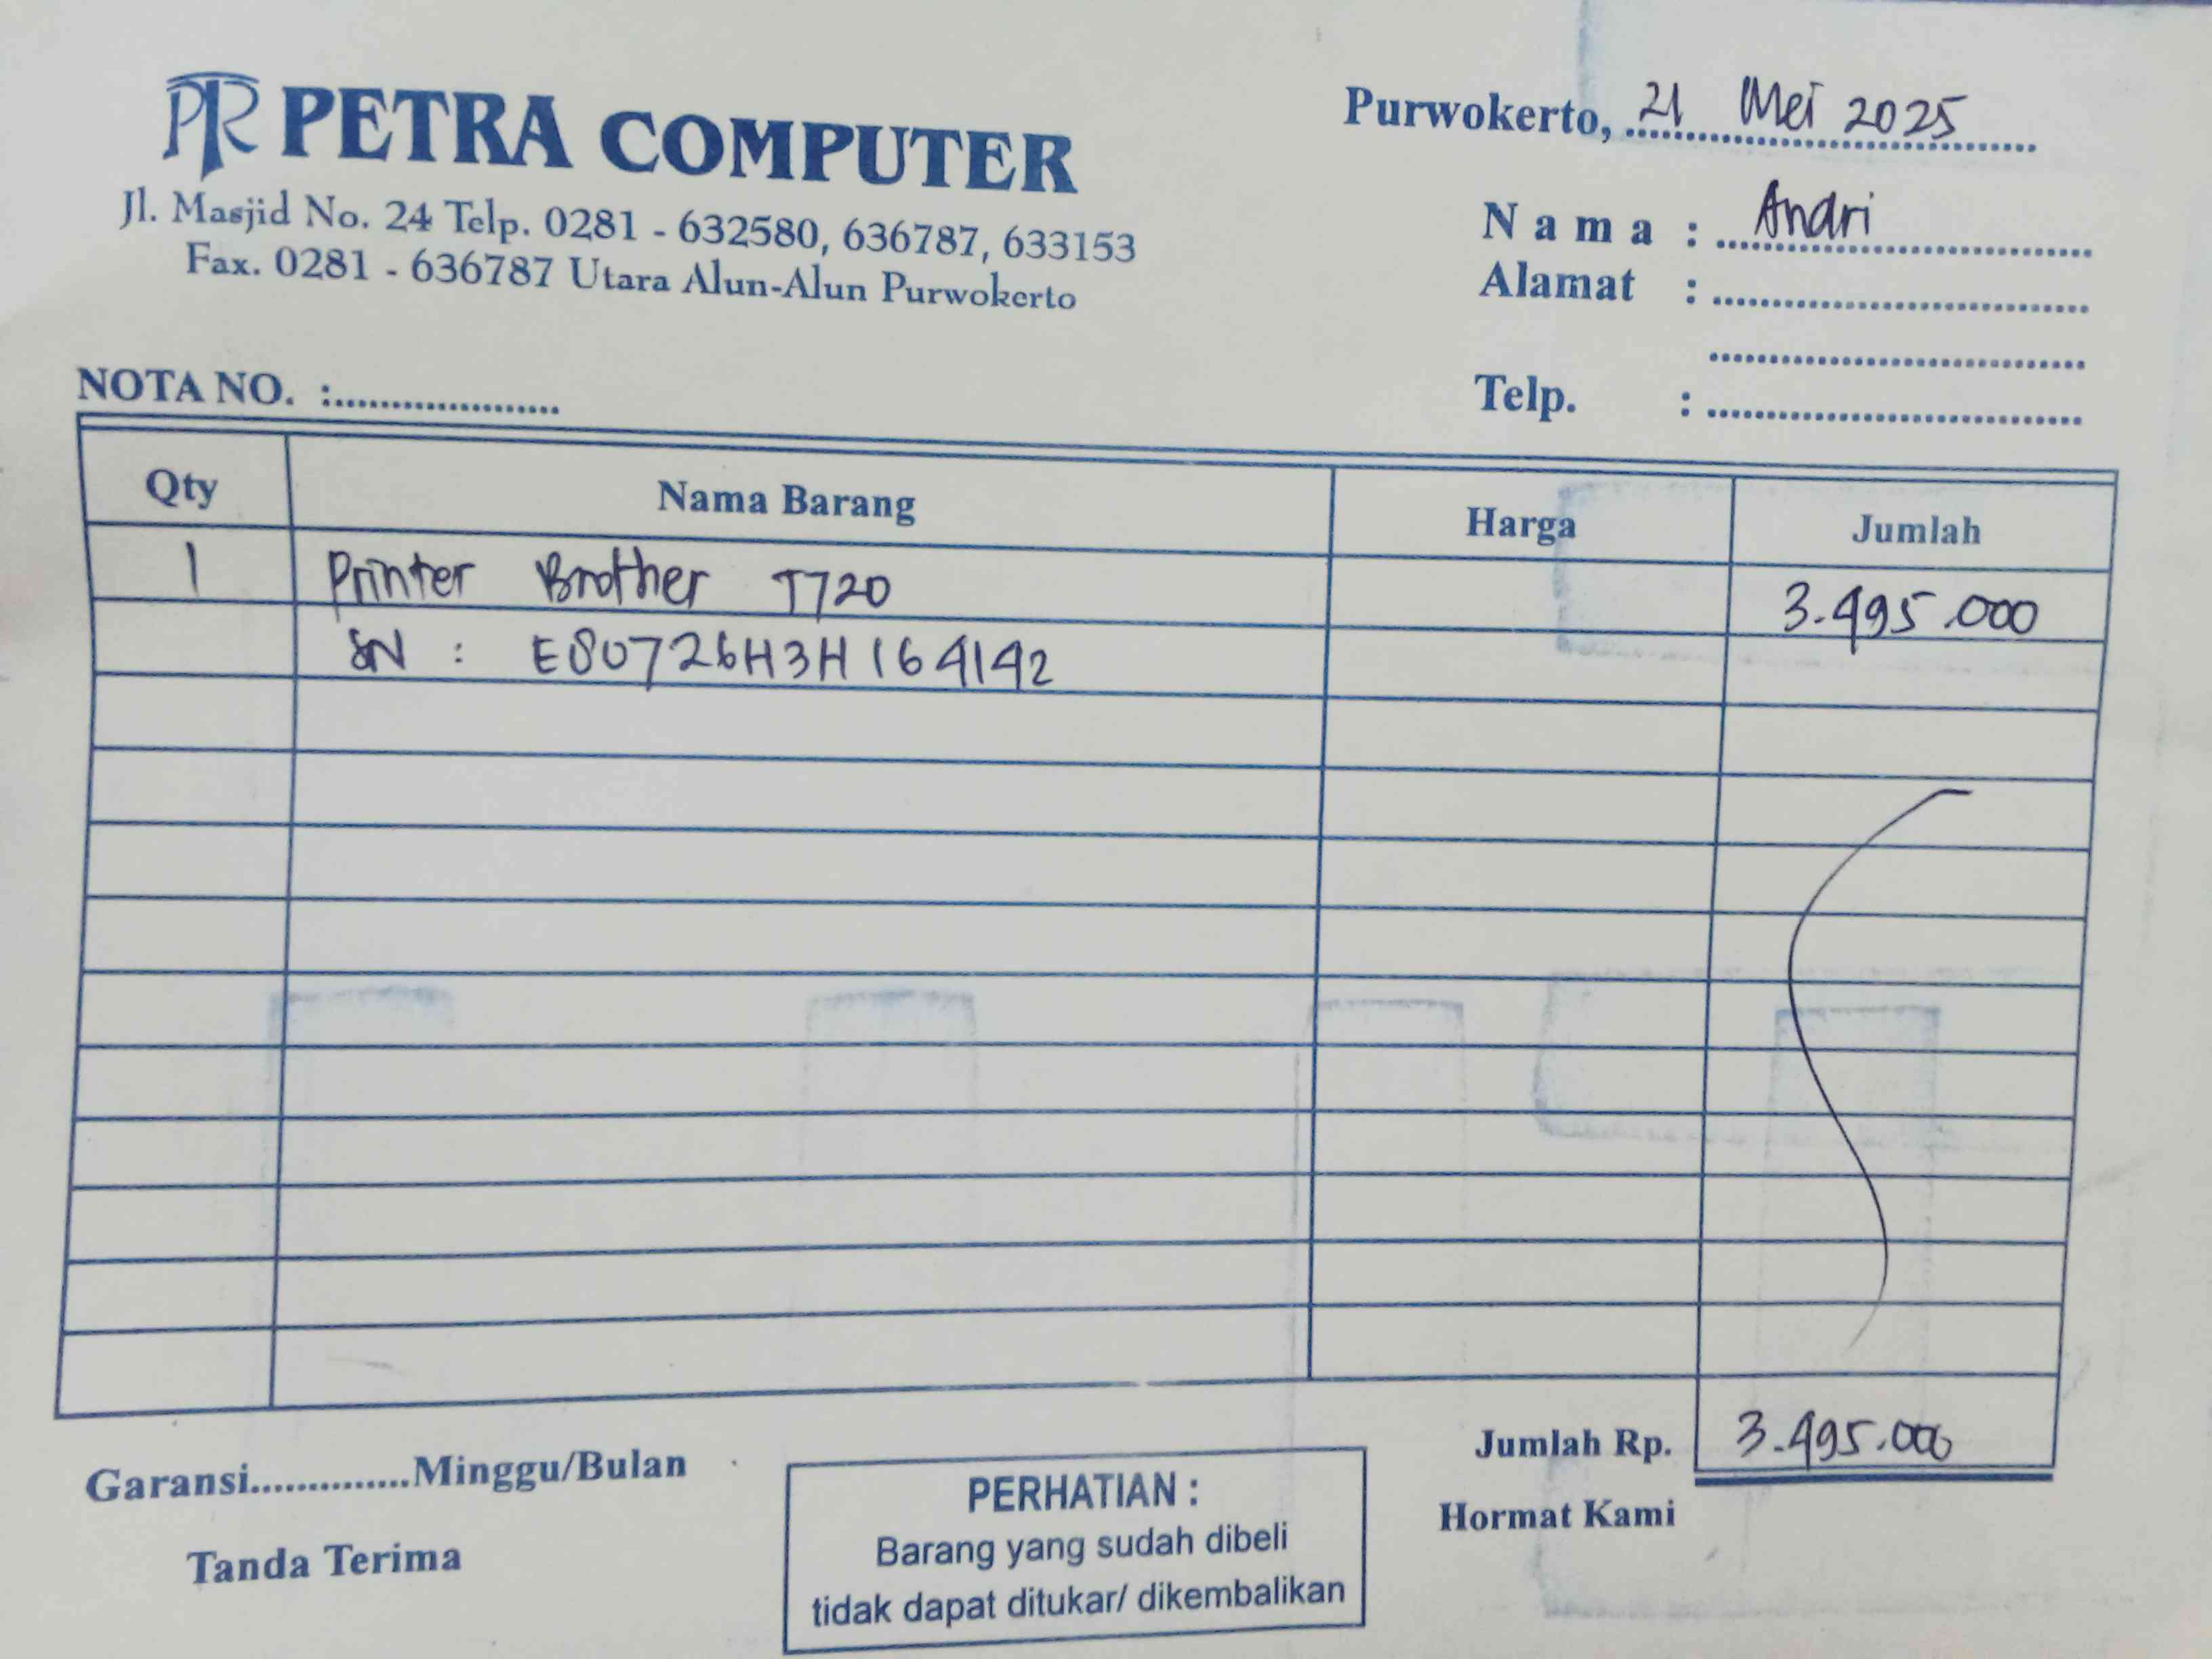 PR PETRA COMPUTER
Jl. Masjid No. 24 Telp. 0281 - 632580, 636787, 633153
Fax. 0281 - 636787 Utara Alun-Alun Purwokerto
Purwokerto, 21 Mei 2025
Nama : Andri
Alamat :
Telp. :
NOTA NO. :
Qty Nama Barang Harga Jumlah
1 Printer Brother T720 3.495.000
SN : E80726H3H164142
Jumlah Rp. 3.495.000
Garansi..............Minggu/Bulan
Hormat Kami
Tanda Terima
PERHATIAN :
Barang yang sudah dibeli
tidak dapat ditukar/ dikembalikan